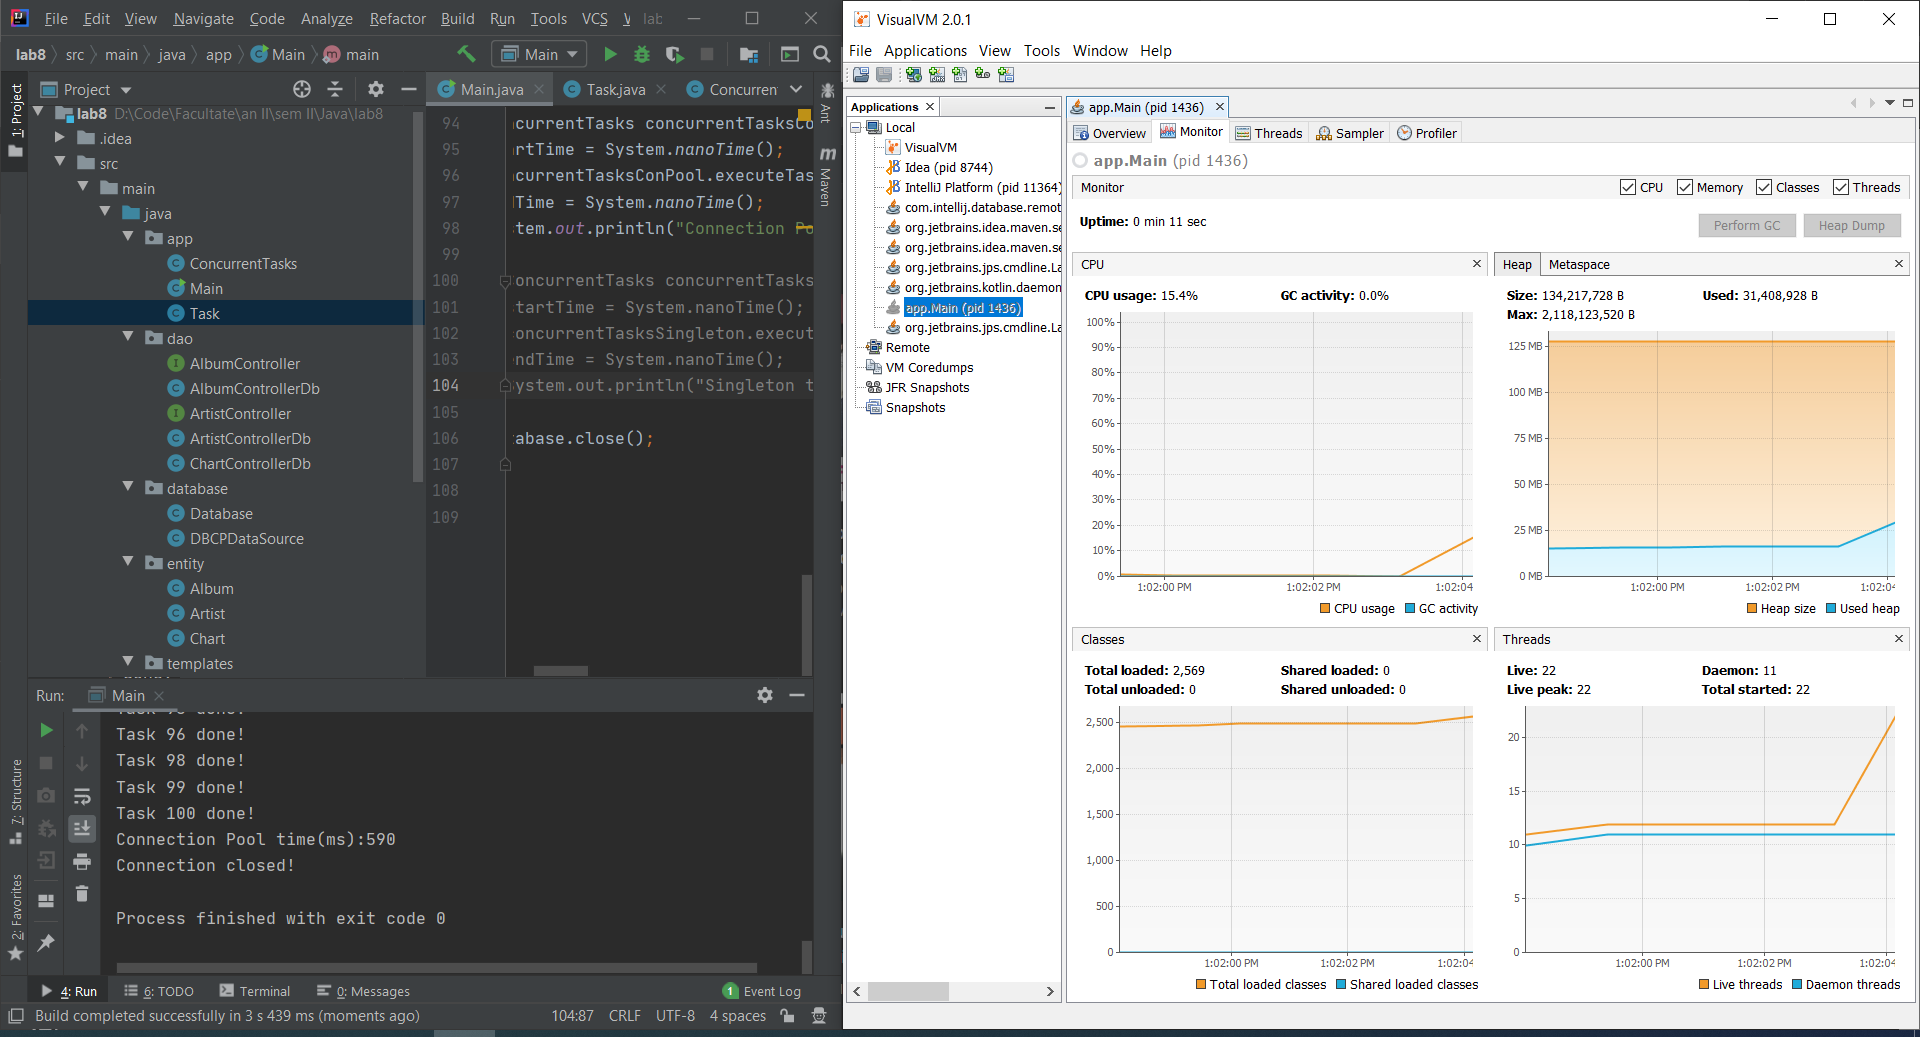 File Edit View Navigate Code Analyze Refactor Build Run Tools VCS lab
lab8 src main java app Main main
Main
Project
Main.java Task.java Concurren
1: Project
Ant
Maven
lab8 D:\Code\Facultate\an II\sem II\Java\lab8
.idea
src
main
java
app
ConcurrentTasks
Main
Task
dao
AlbumController
AlbumControllerDb
ArtistController
ArtistControllerDb
ChartControllerDb
database
Database
DBCPDataSource
entity
Album
Artist
Chart
templates
94 ncurrentTasks concurrentTasksCo
95 artTime = System.nanoTime();
96 ncurrentTasksConPool.executeTas
97 dTime = System.nanoTime();
98 stem.out.println("Connection Po
99
100 oncurrentTasks concurrentTasks
101 startTime = System.nanoTime();
102 concurrentTasksSingleton.execut
103 endTime = System.nanoTime();
104 ystem.out.println("Singleton t
105
106 tabase.close();
107
108
109
Run: Main
Task 96 done!
Task 98 done!
Task 99 done!
Task 100 done!
Connection Pool time(ms):590
Connection closed!
Process finished with exit code 0
7: Structure
2: Favorites
4: Run 6: TODO Terminal 0: Messages 1 Event Log
Build completed successfully in 3 s 439 ms (moments ago) 104:87 CRLF UTF-8 4 spaces
VisualVM 2.0.1
File Applications View Tools Window Help
Applications
Local
VisualVM
Idea (pid 8744)
IntelliJ Platform (pid 11364)
com.intellij.database.remot
org.jetbrains.idea.maven.se
org.jetbrains.idea.maven.se
org.jetbrains.jps.cmdline.La
org.jetbrains.kotlin.daemon
app.Main (pid 1436)
org.jetbrains.jps.cmdline.La
Remote
VM Coredumps
JFR Snapshots
Snapshots
app.Main (pid 1436)
Overview Monitor Threads Sampler Profiler
app.Main (pid 1436)
Monitor CPU Memory Classes Threads
Uptime: 0 min 11 sec Perform GC Heap Dump
CPU
CPU usage: 15.4% GC activity: 0.0%
100%
90%
80%
70%
60%
50%
40%
30%
20%
10%
0%
1:02:00 PM 1:02:02 PM 1:02:04
CPU usage GC activity
Heap Metaspace
Size: 134,217,728 B Used: 31,408,928 B
Max: 2,118,123,520 B
125 MB
100 MB
75 MB
50 MB
25 MB
0 MB
1:02:00 PM 1:02:02 PM 1:02:04
Heap size Used heap
Classes
Total loaded: 2,569 Shared loaded: 0
Total unloaded: 0 Shared unloaded: 0
2,500
2,000
1,500
1,000
500
0
1:02:00 PM 1:02:02 PM 1:02:04
Total loaded classes Shared loaded classes
Threads
Live: 22 Daemon: 11
Live peak: 22 Total started: 22
20
15
10
5
0
1:02:00 PM 1:02:02 PM 1:02:04
Live threads Daemon threads